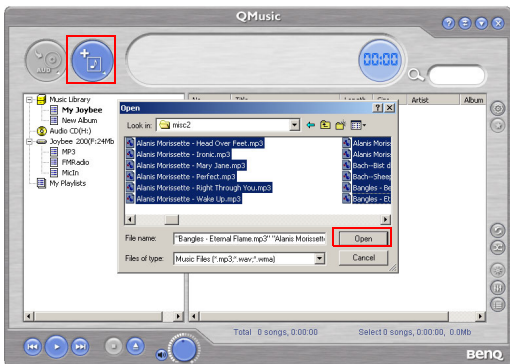 QMusic
00:00
AUD
Music Library
My Joybee
New Album
Audio CD(H:)
Joybee 200(F:24Mb
MP3
FMRadio
MicIn
My Playlists
No Title Length Size Artist Album
Open
Look in: misc2
Alanis Morissette - Head Over Feet.mp3
Alanis Morissette - Ironic.mp3
Alanis Morissette - Mary Jane.mp3
Alanis Morissette - Perfect.mp3
Alanis Morissette - Right Through You.mp3
Alanis Morissette - Wake Up.mp3
Alanis Moris
Alanis Moris
Bach--Bist d
Bach--Sheep
Bangles - Be
Bangles - Et
File name: "Bangles - Eternal Flame.mp3" "Alanis Morissett
Open
Files of type: Music Files (*.mp3;*.wav;*.wma)
Cancel
Total 0 songs, 0:00:00 Select 0 songs, 0:00:00, 0.0Mb
BenQ